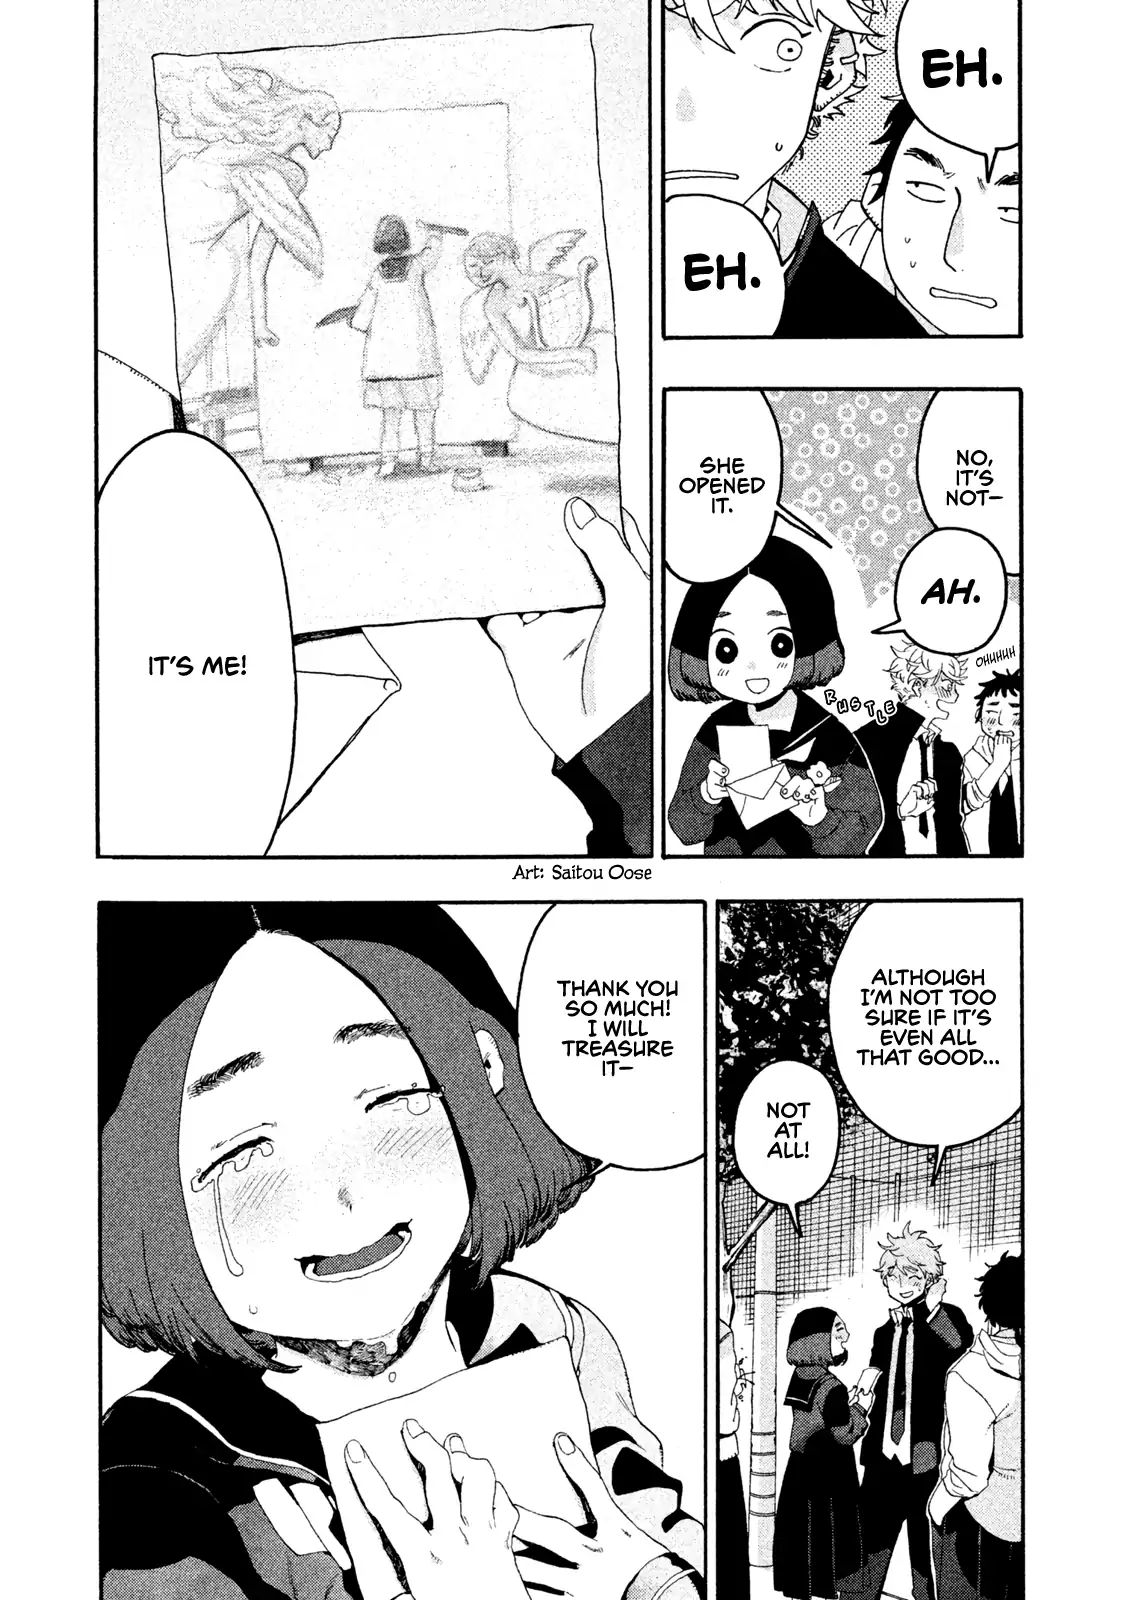 EH.
EH.
NO,
IT'S
NOT—
AH.
OHHHHH
SHE
OPENED
IT.
RUSTLE
IT'S ME!
Art: Saitou Oose
ALTHOUGH
I'M NOT TOO
SURE IF IT'S
EVEN ALL
THAT GOOD...
NOT
AT
ALL!
THANK YOU
SO MUCH!
I WILL
TREASURE
IT—